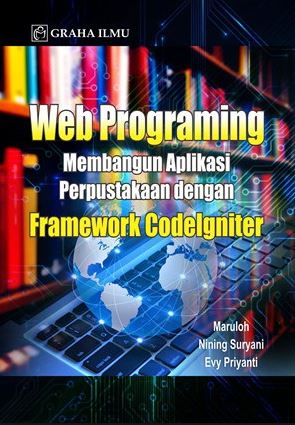 GRAHA ILMU
Web Programing
Membangun Aplikasi
Perpustakaan dengan
Framework CodeIgniter
Maruloh
Nining Suryani
Evy Priyanti